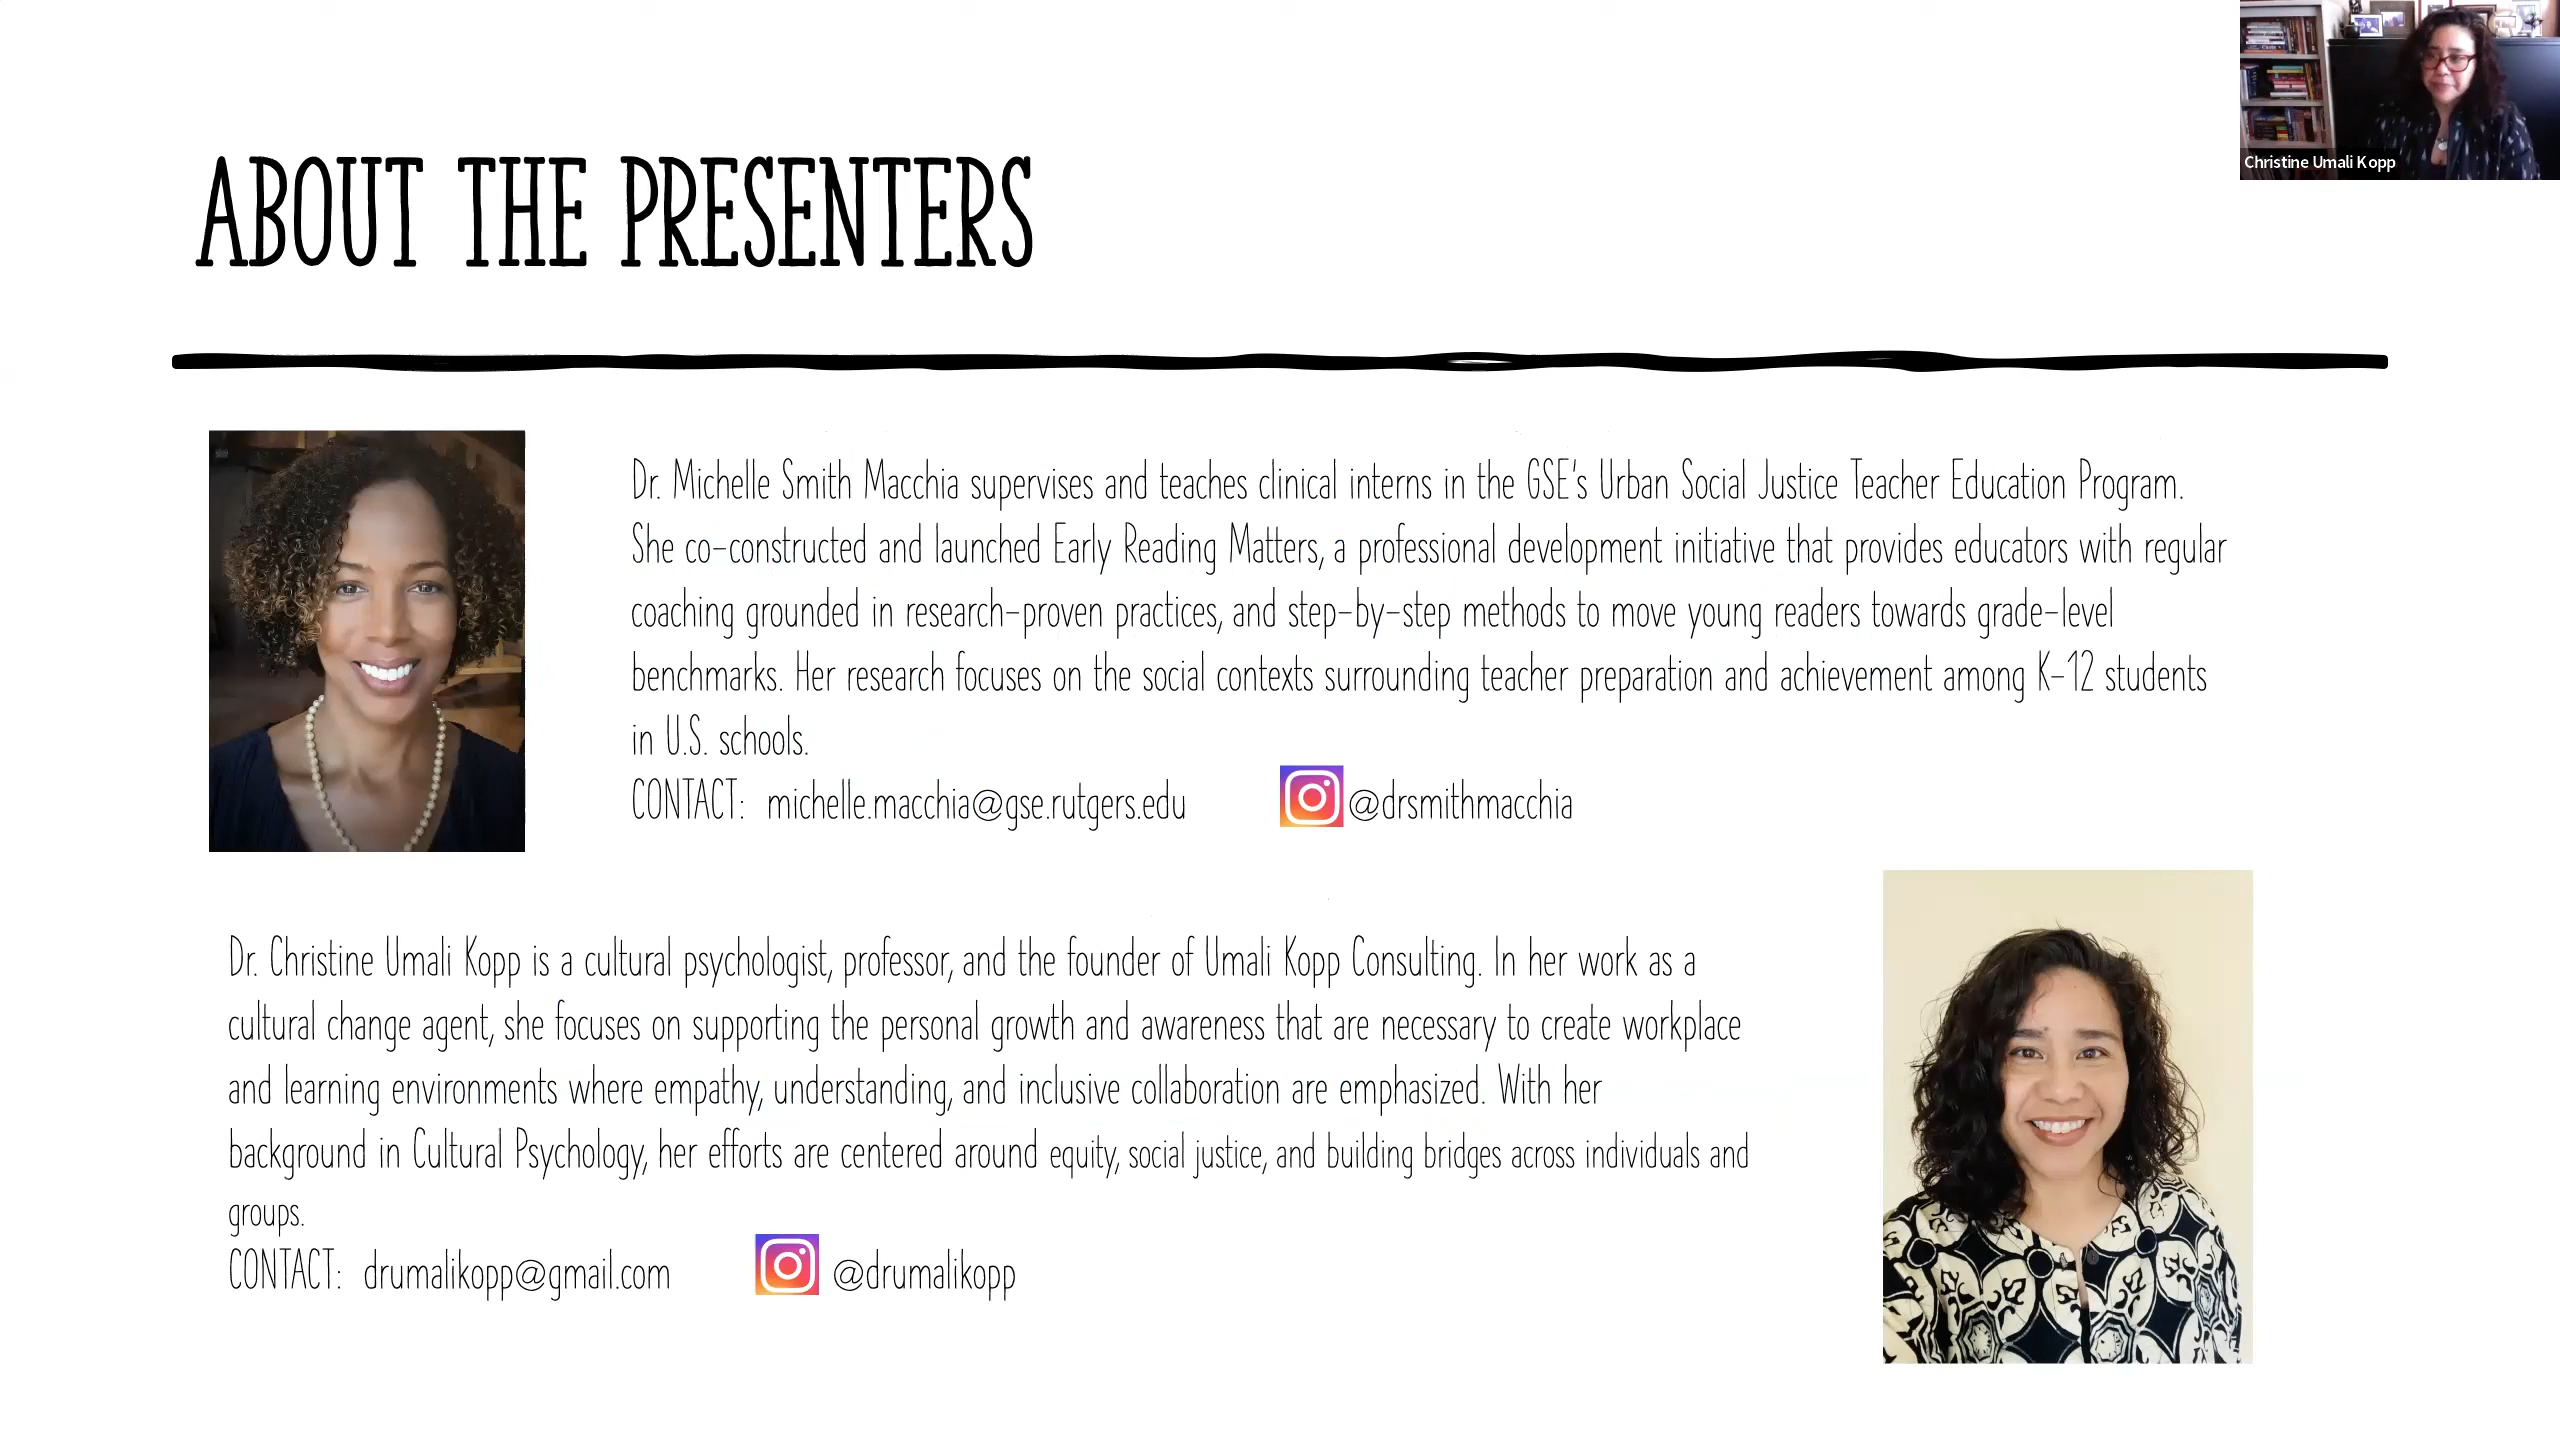 Christine Umali Kopp
ABOUT THE PRESENTERS
Dr. Michelle Smith Macchia supervises and teaches clinical interns in the GSE's Urban Social Justice Teacher Education Program.
She co-constructed and launched Early Reading Matters, a professional development initiative that provides educators with regular
coaching grounded in research-proven practices, and step-by-step methods to move young readers towards grade-level
benchmarks. Her research focuses on the social contexts surrounding teacher preparation and achievement among K-12 students
in U.S. schools.
CONTACT: michelle.macchia@gse.rutgers.edu @drsmithmacchia
Dr. Christine Umali Kopp is a cultural psychologist, professor, and the founder of Umali Kopp Consulting. In her work as a
cultural change agent, she focuses on supporting the personal growth and awareness that are necessary to create workplace
and learning environments where empathy, understanding, and inclusive collaboration are emphasized. With her
background in Cultural Psychology, her efforts are centered around equity, social justice, and building bridges across individuals and
groups.
CONTACT: drumalikopp@gmail.com @drumalikopp